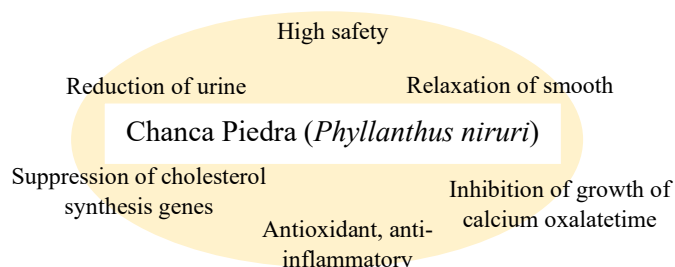 High safety
Reduction of urine
Relaxation of smooth
Chanca Piedra (Phyllanthus niruri)
Suppression of cholesterol
synthesis genes
Inhibition of growth of
calcium oxalatetime
Antioxidant, anti-
inflammatory